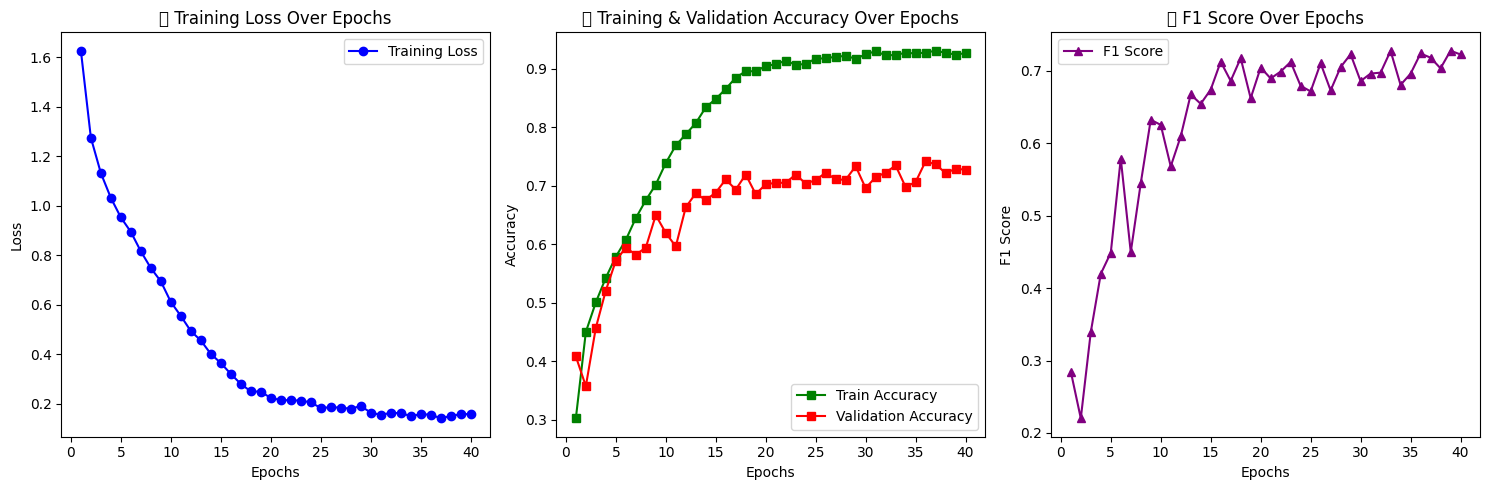 ▯ Training Loss Over Epochs
Loss
1.6
1.4
1.2
1.0
0.8
0.6
0.4
0.2
Training Loss
0 5 10 15 20 25 30 35 40
Epochs
▯ Training & Validation Accuracy Over Epochs
Accuracy
0.9
0.8
0.7
0.6
0.5
0.4
0.3
Train Accuracy
Validation Accuracy
0 5 10 15 20 25 30 35 40
Epochs
▯ F1 Score Over Epochs
F1 Score
0.7
0.6
0.5
0.4
0.3
0.2
F1 Score
0 5 10 15 20 25 30 35 40
Epochs